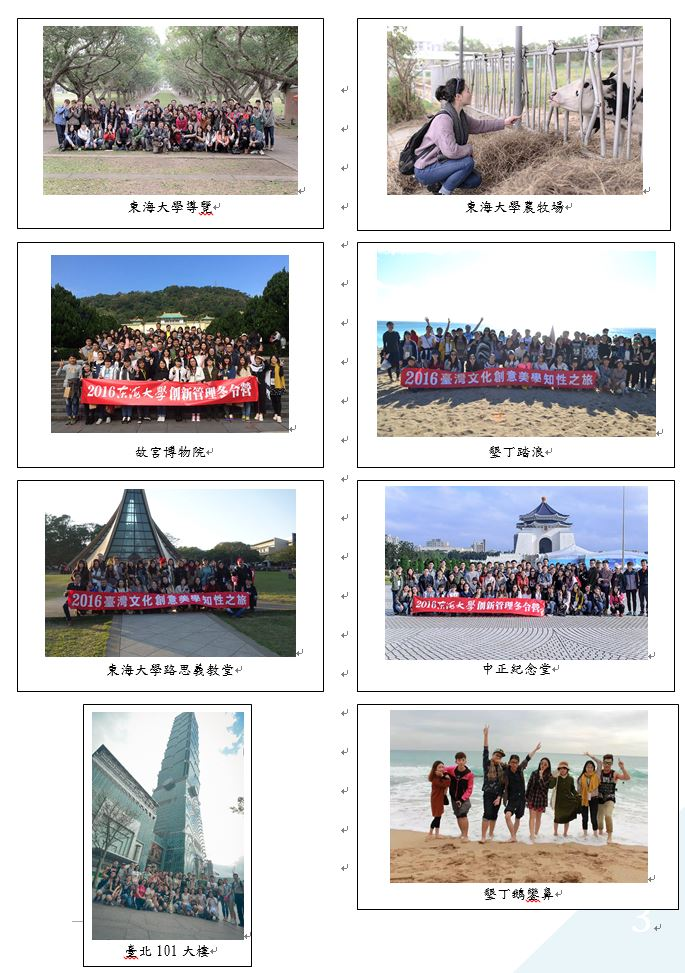 東海大學導覽
東海大學農牧場
2016東海大學創新管理冬令營
故宮博物院
2016臺灣文化創意美學知性之旅
墾丁踏浪
2016臺灣文化創意美學知性之旅
東海大學路思義教堂
2016東海大學創新管理冬令營
中正紀念堂
臺北 101 大樓
墾丁鵝鑾鼻
3